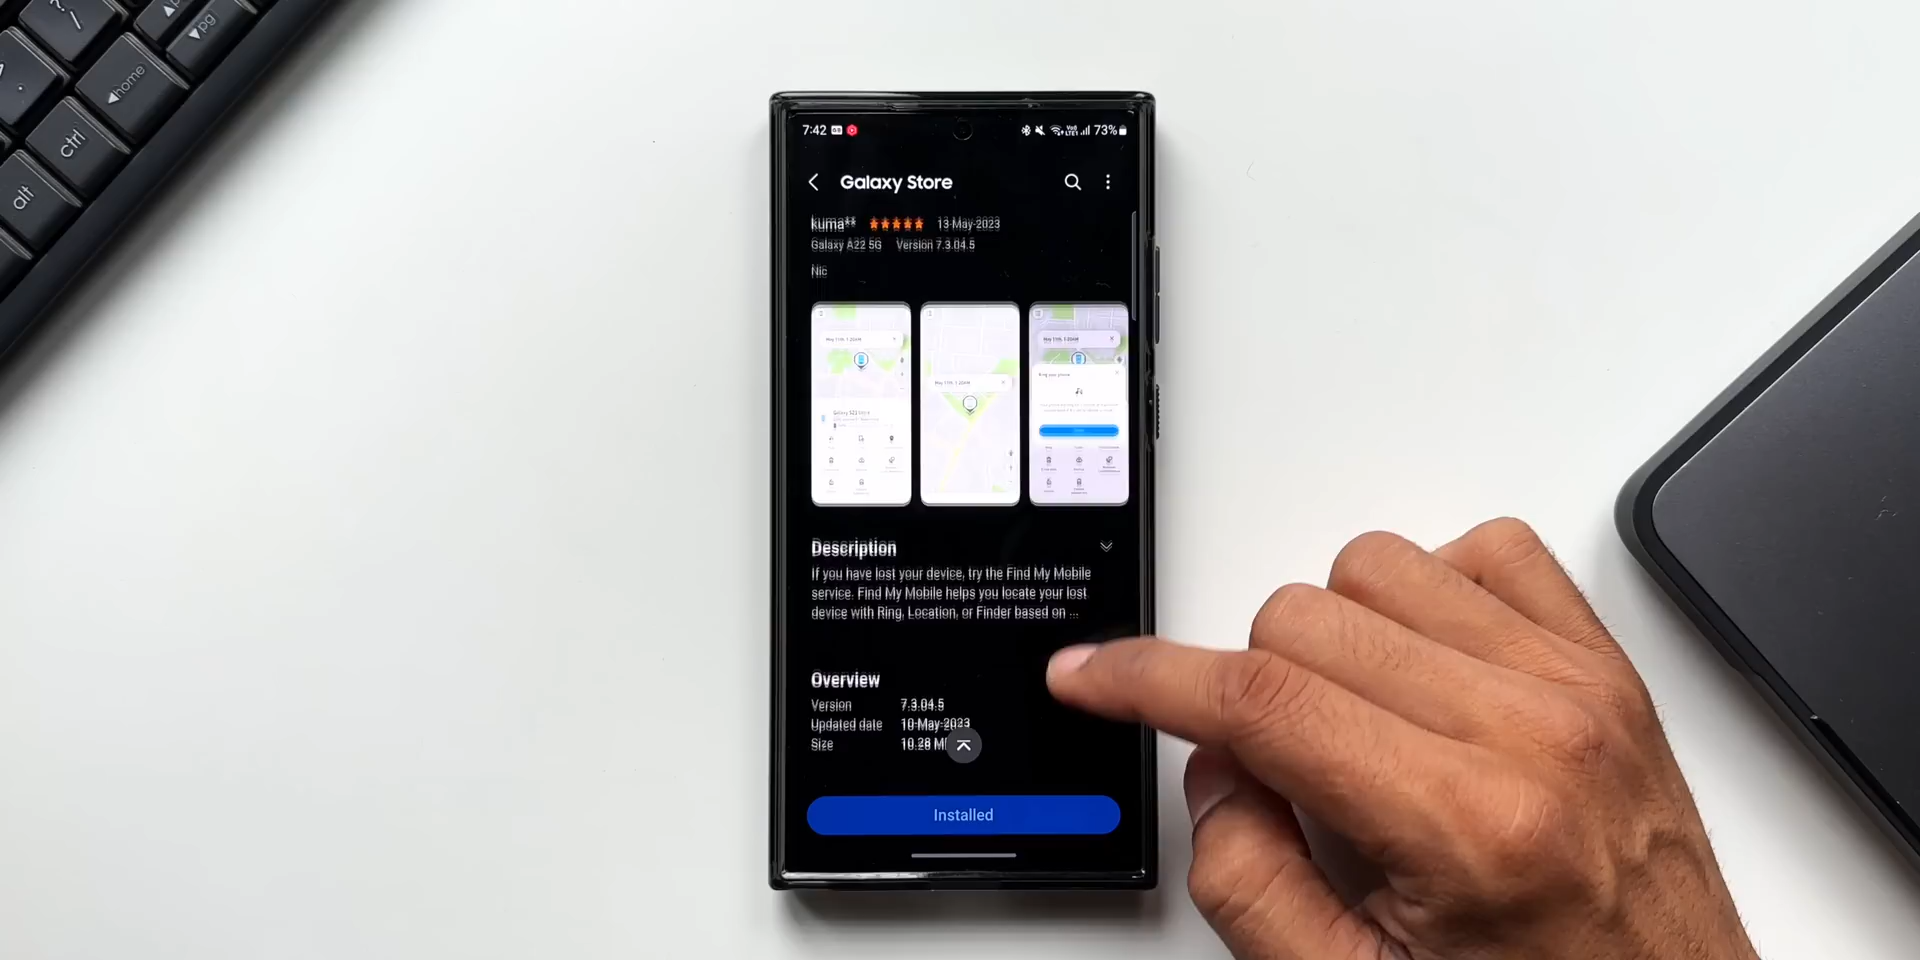 home
pg
ctrl
alt
7:42 73%
Galaxy Store
kuma** ★★★★★ 13-May-2023
Galaxy A22 5G Version 7.3.04.5
Nic
Description
If you have lost your device, try the Find My Mobile
service. Find My Mobile helps you locate your lost
device with Ring, Location, or Finder based on ...
Overview
Version 7.3.04.5
Updated date 10-May-2023
Size 10.28
Installed